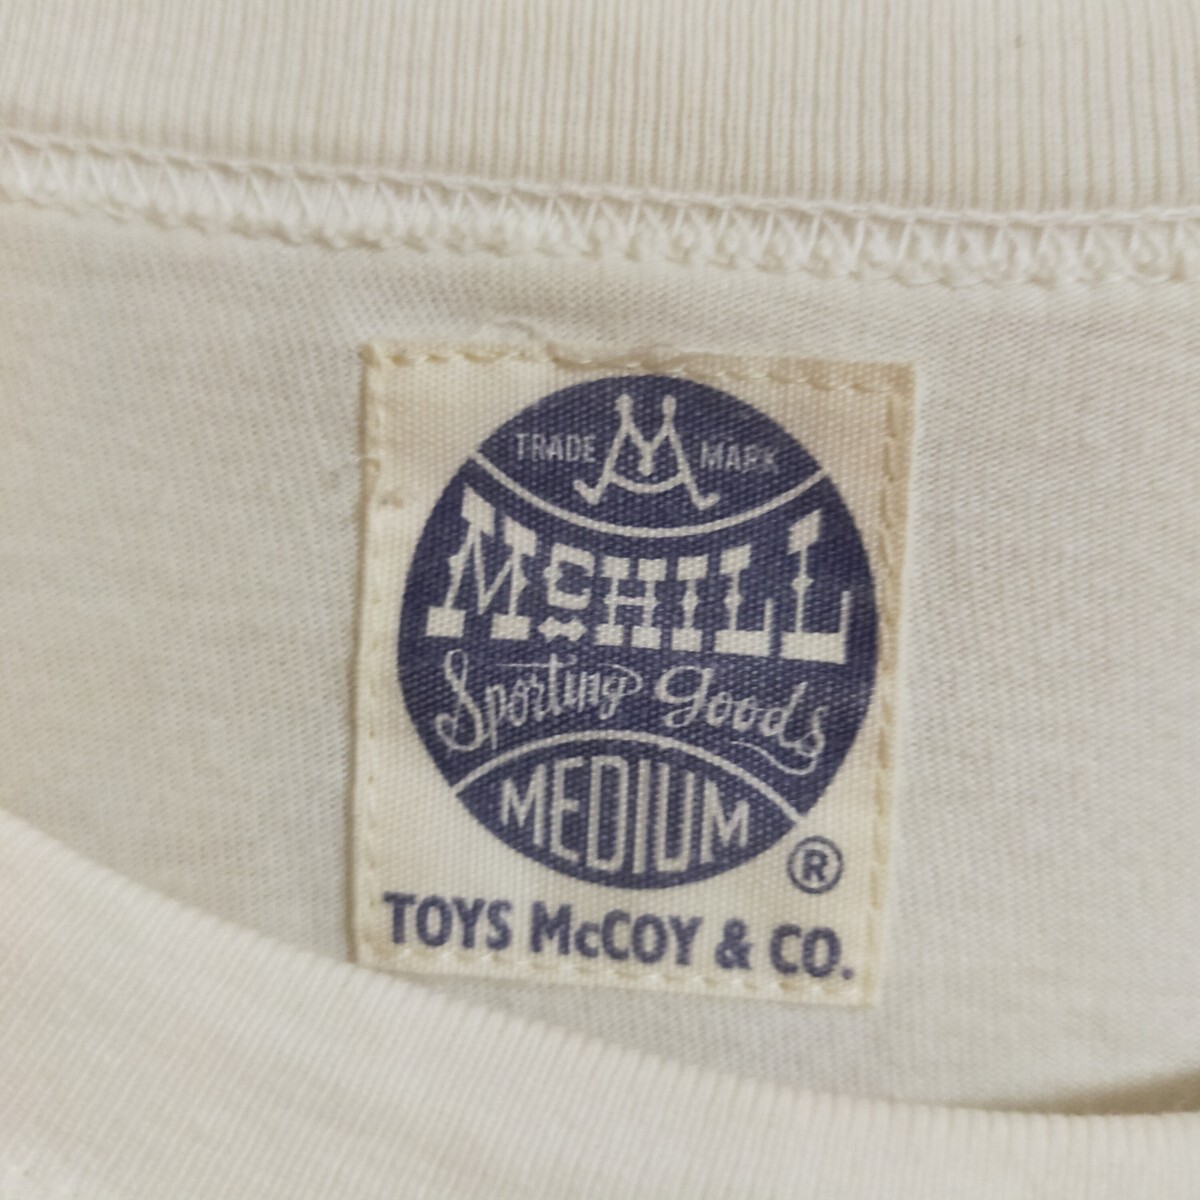 TRADE MARK
McHILL
Sporting Goods
MEDIUM
®
TOYS McCOY & CO.